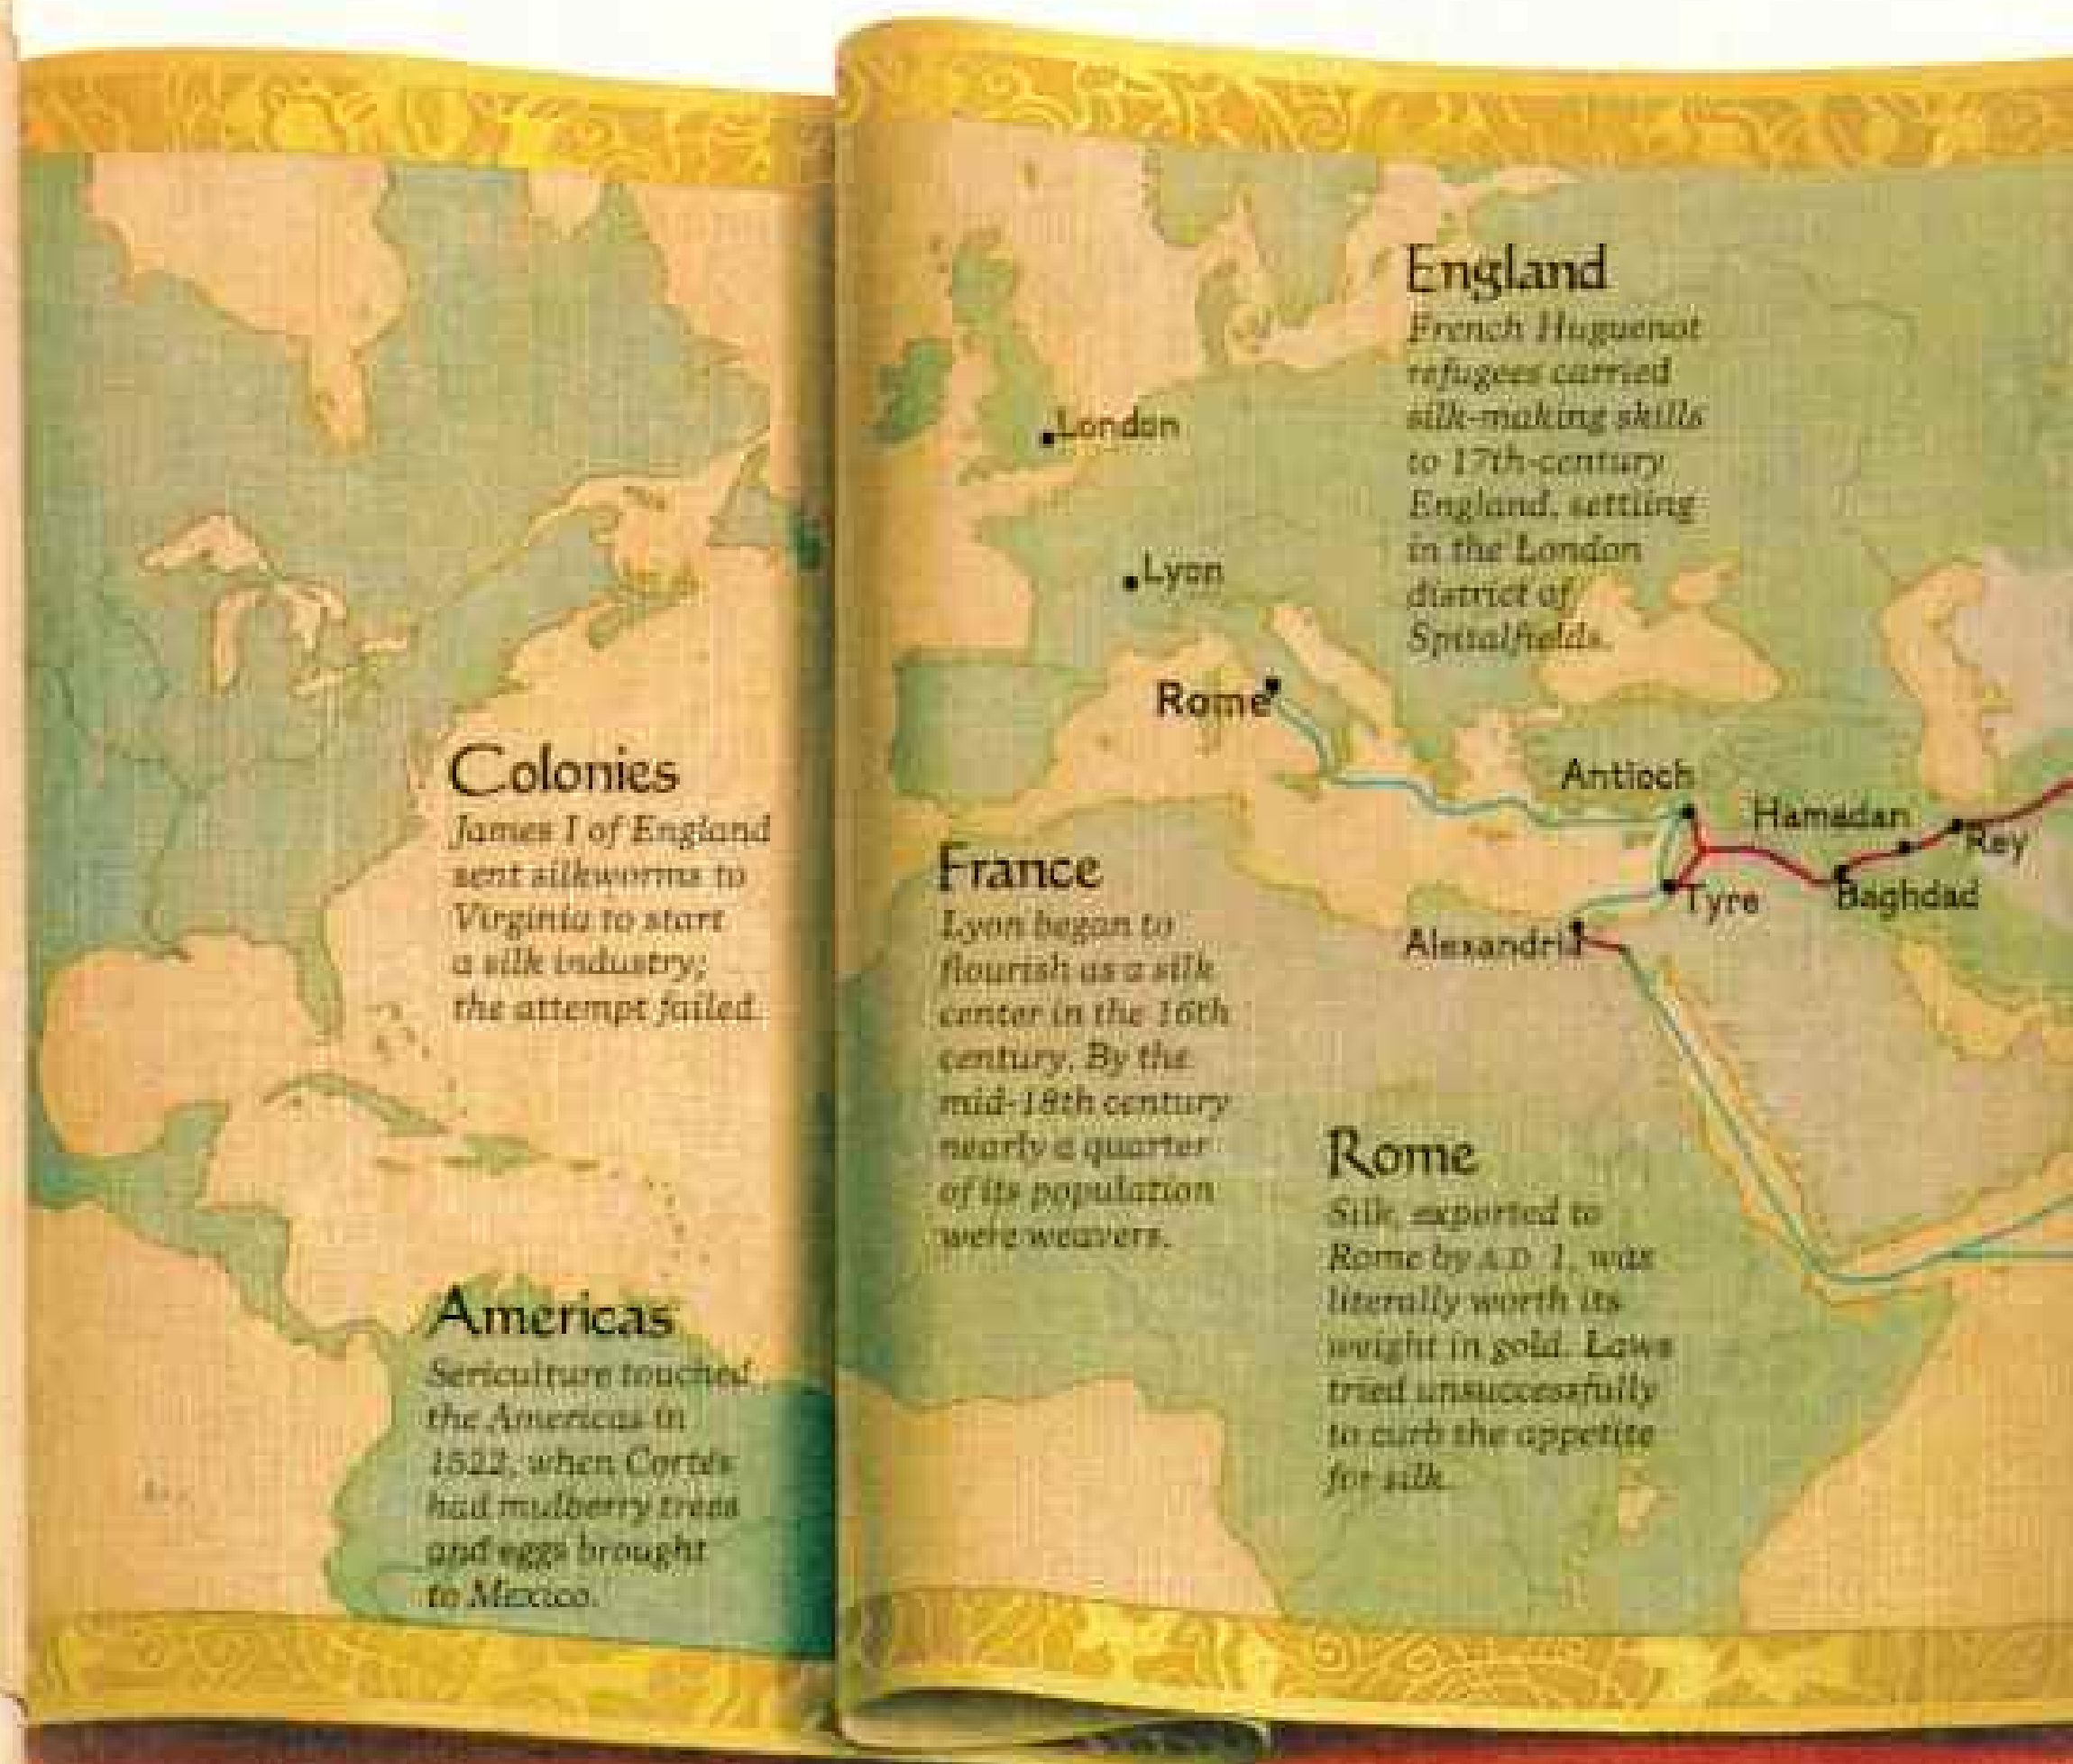 Colonies
James I of England
sent silkworms to
Virginia to start
a silk industry;
the attempt failed.
Americas
Sericulture touched
the Americas in
1522, when Cortés
had mulberry trees
and eggs brought
to Mexico.
England
French Huguenot
refugees carried
silk-making skills
to 17th-century
England, settling
in the London
district of
Spitalfields.
London
Lyon
Rome
Antioch
Hamadan
Rey
Baghdad
Tyre
Alexandria
France
Lyon began to
flourish as a silk
center in the 16th
century. By the
mid-18th century
nearly a quarter
of its population
were weavers.
Rome
Silk, exported to
Rome by A.D. 1, was
literally worth its
weight in gold. Laws
tried unsuccessfully
to curb the appetite
for silk.